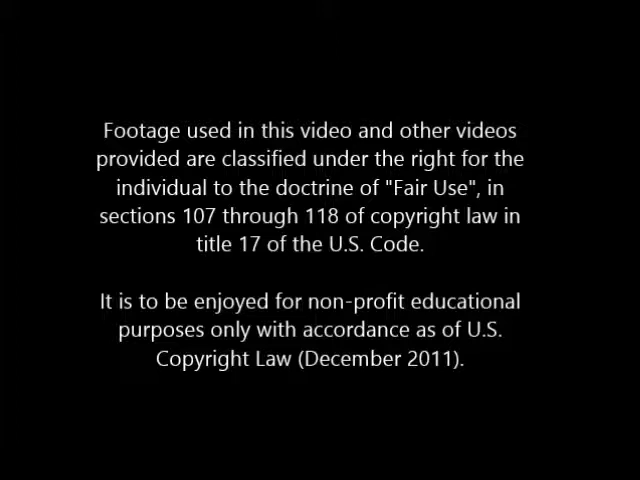 Footage used in this video and other videos
provided are classified under the right for the
individual to the doctrine of "Fair Use", in
sections 107 through 118 of copyright law in
title 17 of the U.S. Code.
It is to be enjoyed for non-profit educational
purposes only with accordance as of U.S.
Copyright Law (December 2011).